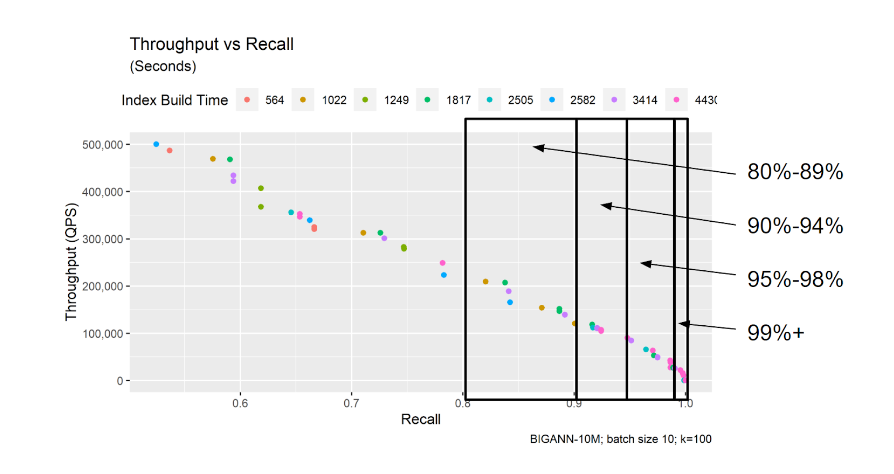 Throughput vs Recall
(Seconds)
Index Build Time 564 1022 1249 1817 2505 2582 3414 4430
500,000
400,000
300,000
200,000
100,000
0
Throughput (QPS)
0.6 0.7 0.8 0.9 1.0
Recall
BIGANN-10M; batch size 10; k=100
80%-89%
90%-94%
95%-98%
99%+